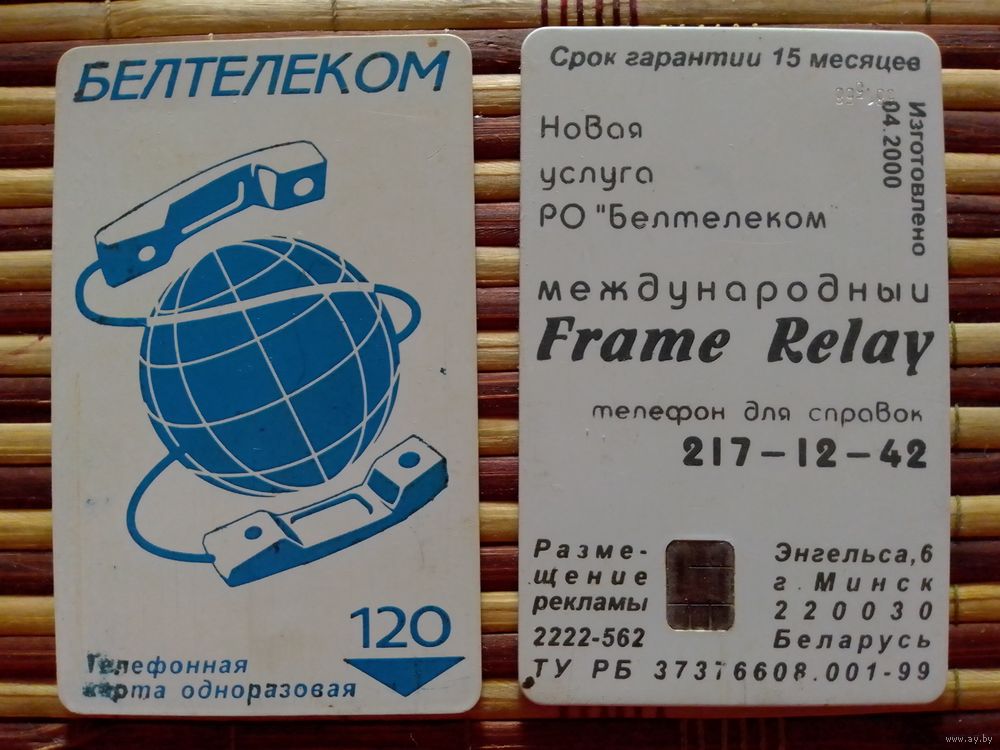 БЕЛТЕЛЕКОМ
120
Телефонная
карта одноразовая
Срок гарантии 15 месяцев
Изготовлено
04.2000
Новая
услуга
РО "Белтелеком
международный
Frame Relay
телефон для справок
217-12-42
Разме-
щение
рекламы
2222-562
Энгельса,6
г.Минск
220030
Беларусь
ТУ РБ 37376608.001-99
www.ay.by